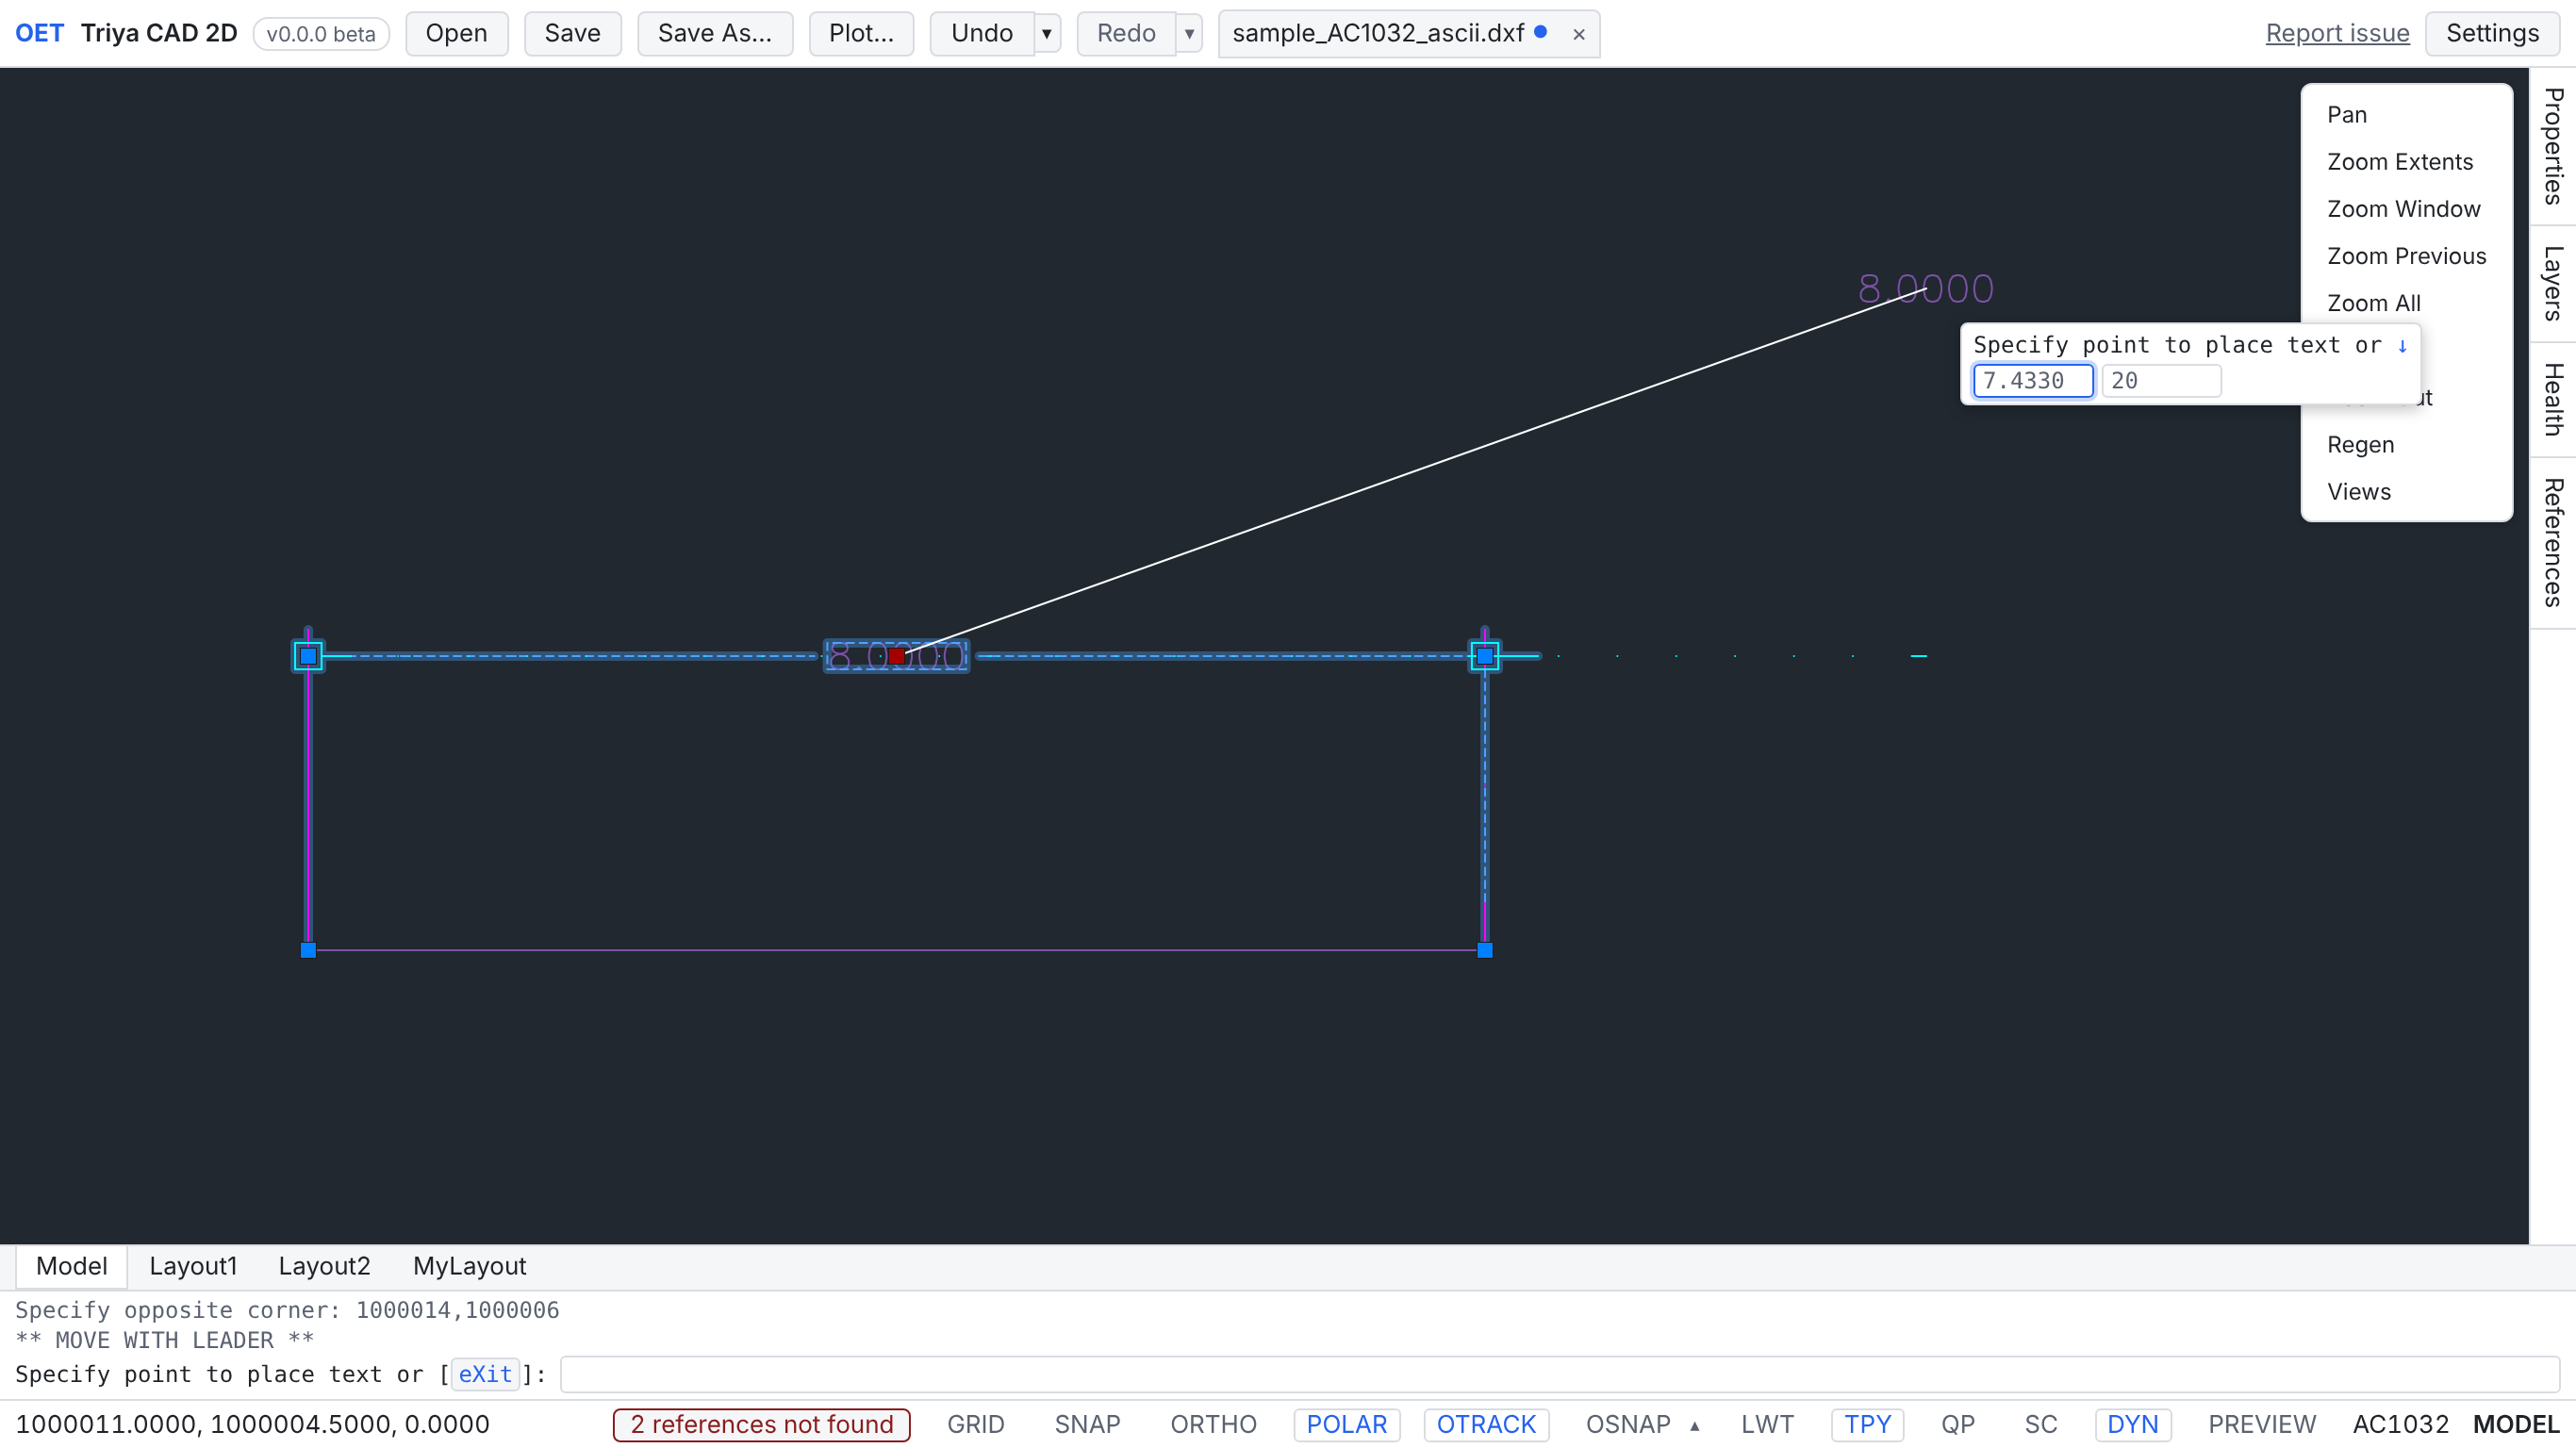 OET Triya CAD 2D v0.0.0 beta Open Save Save As... Plot... Undo ▾ Redo ▾ sample_AC1032_ascii.dxf × Report issue Settings
Pan
Zoom Extents
Zoom Window
Zoom Previous
Zoom All
Regen
Views
Properties
Layers
Health
References
8.0000
Specify point to place text or ↓
7.4330 20
8.0000
Model Layout1 Layout2 MyLayout
Specify opposite corner: 1000014,1000006
** MOVE WITH LEADER **
Specify point to place text or [eXit]:
1000011.0000, 1000004.5000, 0.0000 2 references not found GRID SNAP ORTHO POLAR OTRACK OSNAP ▴ LWT TPY QP SC DYN PREVIEW AC1032 MODEL